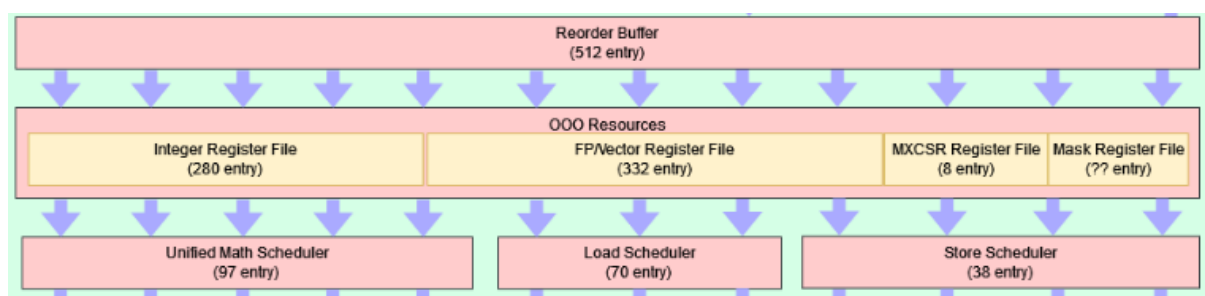 Reorder Buffer
(512 entry)
OOO Resources
Integer Register File
(280 entry)
FP/Vector Register File
(332 entry)
MXCSR Register File
(8 entry)
Mask Register File
(?? entry)
Unified Math Scheduler
(97 entry)
Load Scheduler
(70 entry)
Store Scheduler
(38 entry)